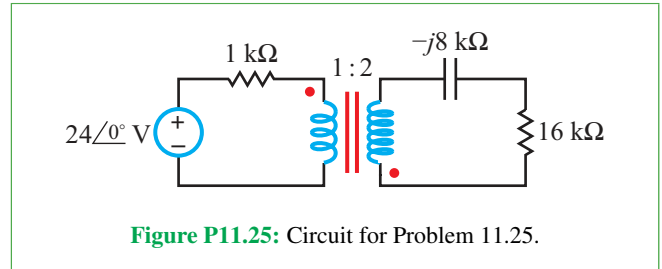 −j8 kΩ
1 kΩ
1:2
24∠0° V
+
−
16 kΩ
Figure P11.25: Circuit for Problem 11.25.